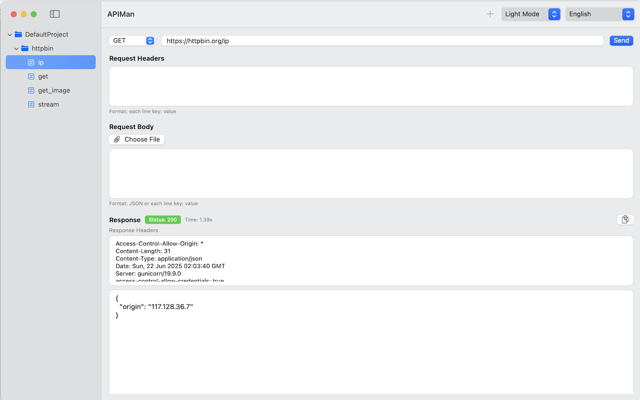 APIMan
Light Mode
English
DefaultProject
httpbin
ip
get
get_image
stream
GET
https://httpbin.org/ip
Send
Request Headers
Format: each line key: value
Request Body
Choose File
Format: JSON or each line key: value
Response
Status: 200
Time: 1.39s
Response Headers
Access-Control-Allow-Origin: *
Content-Length: 31
Content-Type: application/json
Date: Sun, 22 Jun 2025 02:03:40 GMT
Server: gunicorn/19.9.0
access-control-allow-credentials: true
{
"origin": "117.128.36.7"
}